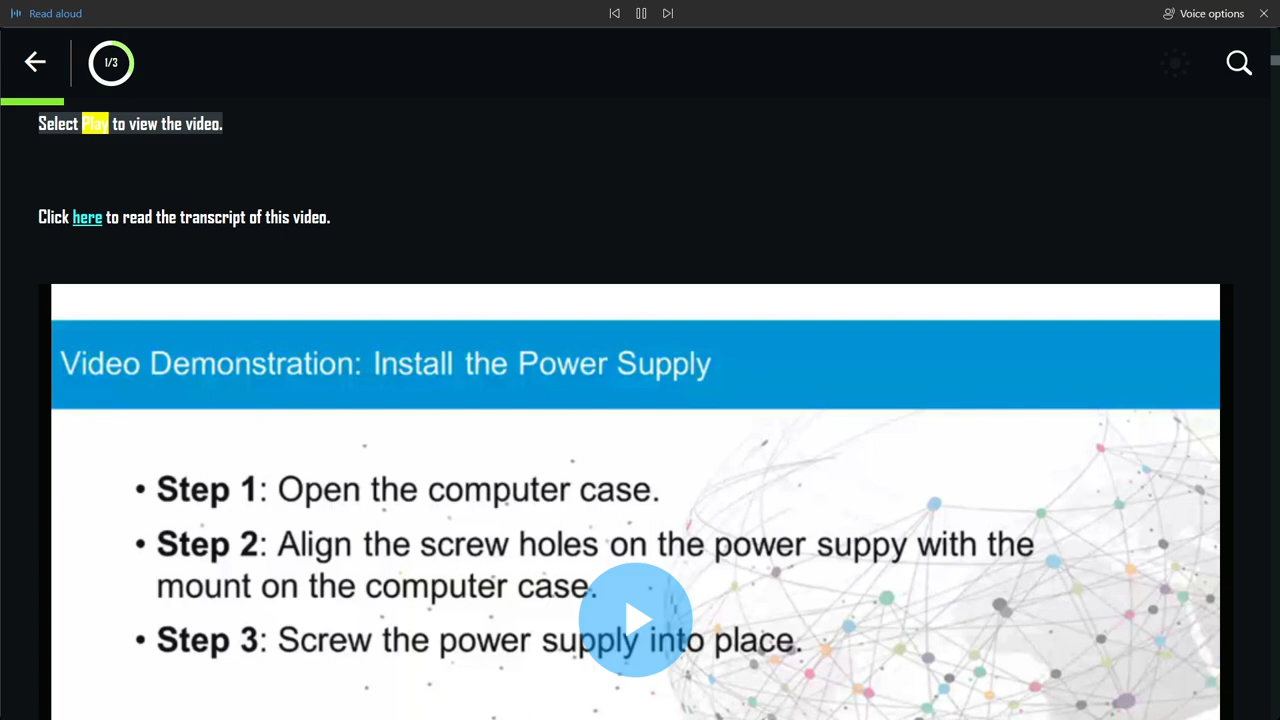 Read aloud
Voice options
1/3
Select Play to view the video.
Click here to read the transcript of this video.
Video Demonstration: Install the Power Supply
• Step 1: Open the computer case.
• Step 2: Align the screw holes on the power suppy with the
mount on the computer case.
• Step 3: Screw the power supply into place.